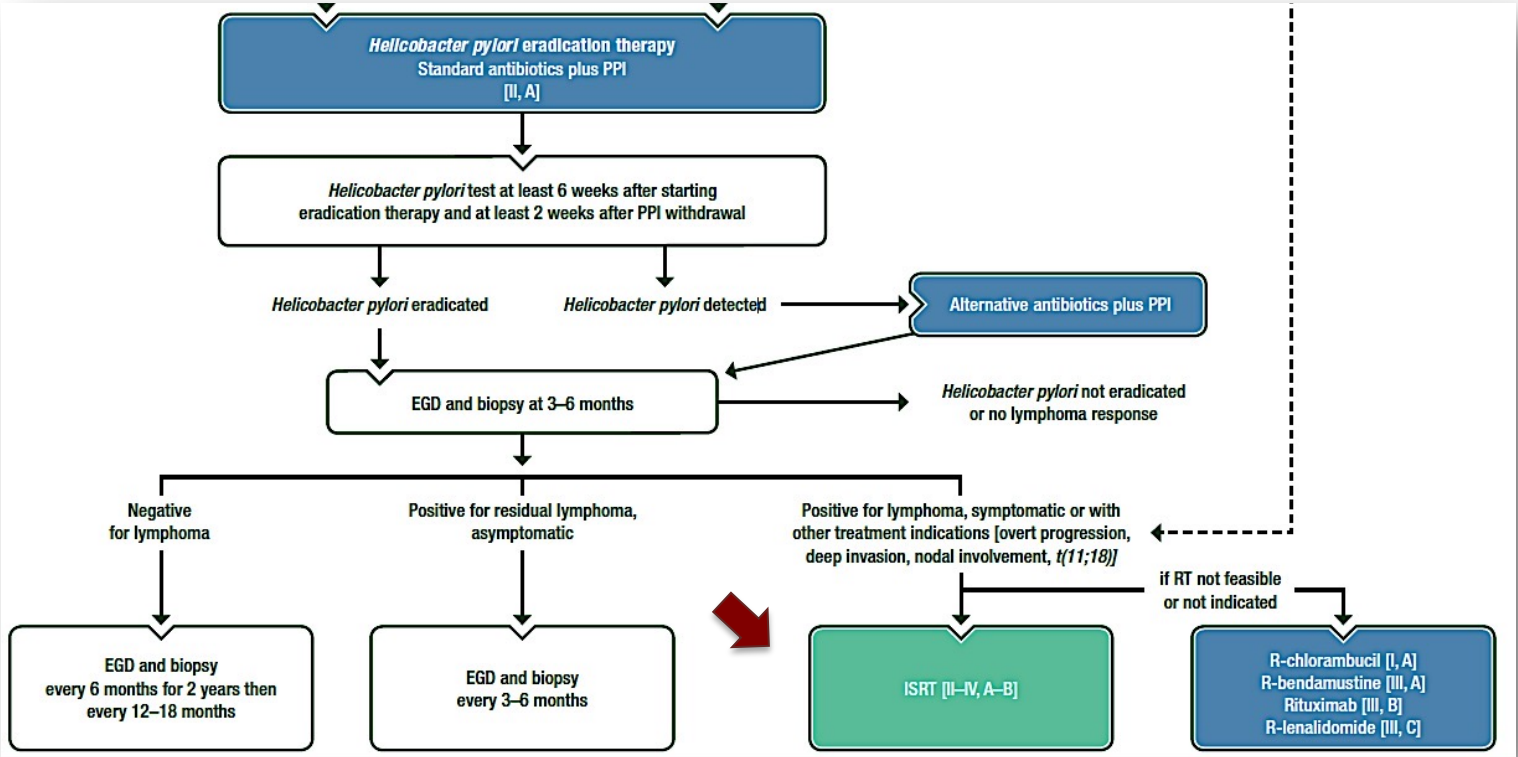 Helicobacter pylori eradication therapy
Standard antibiotics plus PPI
[II, A]
Helicobacter pylori test at least 6 weeks after starting
eradication therapy and at least 2 weeks after PPI withdrawal
Helicobacter pylori eradicated
Helicobacter pylori detected
Alternative antibiotics plus PPI
EGD and biopsy at 3–6 months
Helicobacter pylori not eradicated
or no lymphoma response
Negative
for lymphoma
Positive for residual lymphoma,
asymptomatic
Positive for lymphoma, symptomatic or with
other treatment indications [overt progression,
deep invasion, nodal involvement, t(11;18)]
if RT not feasible
or not indicated
EGD and biopsy
every 6 months for 2 years then
every 12–18 months
EGD and biopsy
every 3–6 months
ISRT [II–IV, A–B]
R-chlorambucil [I, A]
R-bendamustine [III, A]
Rituximab [III, B]
R-lenalidomide [III, C]